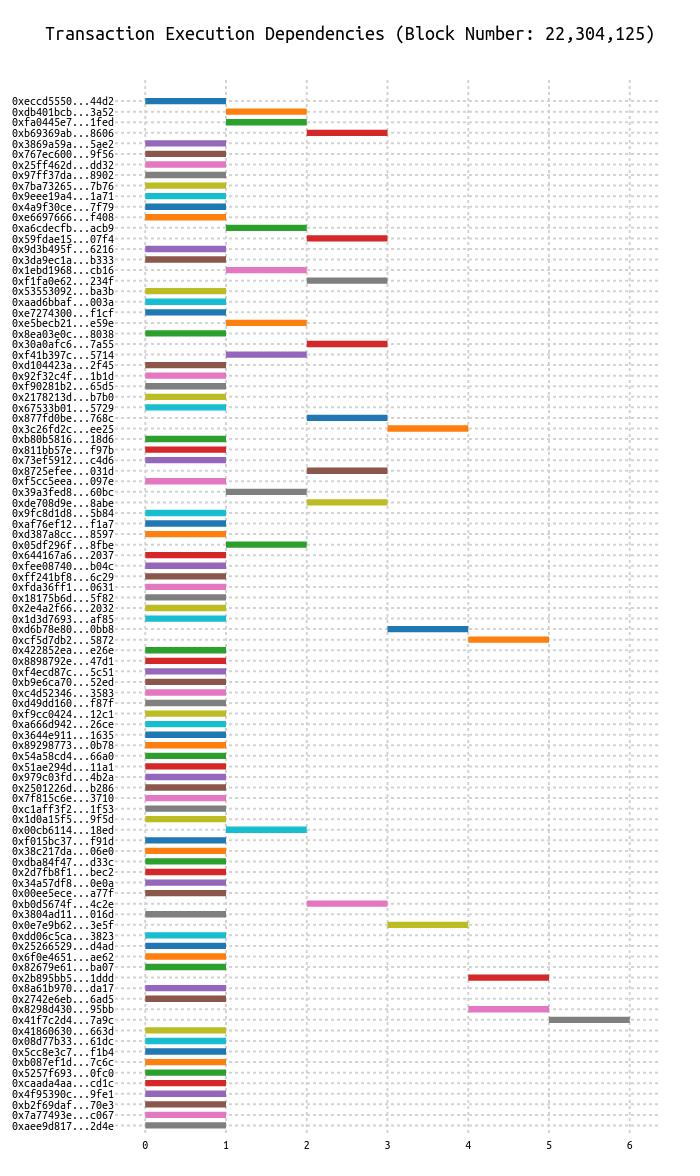 Transaction Execution Dependencies (Block Number: 22,304,125)
0xeccd5550...44d2
0xdb401bcb...3a52
0xfa0445e7...1fed
0xb69369ab...8606
0x3869a59a...5ae2
0x767ec600...9f56
0x25ff462d...dd32
0x97ff37da...8902
0x7ba73265...7b76
0x9eee19a4...1a71
0x4a9f30ce...7f79
0xe6697666...f408
0xa6cdecfb...acb9
0x59fdae15...07f4
0x9d3b495f...6216
0x3da9ec1a...b333
0x1ebd1968...cb16
0xf1fa0e62...234f
0x53553092...ba3b
0xaad6bbaf...003a
0xe7274300...f1cf
0xe5becb21...e59e
0x8ea03e0c...8038
0x30a0afc6...7a55
0xf41b397c...5714
0xd104423a...2f45
0x92f32c4f...1b1d
0xf90281b2...65d5
0x2178213d...b7b0
0x67533b01...5729
0x877fd0be...768c
0x3c26fd2c...ee25
0xb80b5816...18d6
0x811bb57e...f97b
0x73ef5912...c4d6
0x8725efee...031d
0xf5cc5eea...097e
0x39a3fed8...60bc
0xde708d9e...8abe
0x9fc8d1d8...5b84
0xaf76ef12...f1a7
0xd387a8cc...8597
0x05df296f...8fbe
0x644167a6...2037
0xfee08740...b04c
0xff241bf8...6c29
0xfda36ff1...0631
0x18175b6d...5f82
0x2e4a2f66...2032
0x1d3d7693...af85
0xd6b78e80...0bb8
0xcf5d7db2...5872
0x422852ea...e26e
0x8898792e...47d1
0xf4ecd87c...5c51
0xb9e6ca70...52ed
0xc4d52346...3583
0xd49dd160...f87f
0xf9cc0424...12c1
0xa666d942...26ce
0x3644e911...1635
0x89298773...0b78
0x54a58cd4...66a0
0x51ae294d...11a1
0x979c03fd...4b2a
0x2501226d...b286
0x7f815c6e...3710
0xc1aff3f2...1f53
0x1d0a15f5...9f5d
0x00cb6114...18ed
0xf015bc37...f91d
0x38c217da...06e0
0xdba84f47...d33c
0x2d7fb8f1...bec2
0x34a57df8...0e0a
0x00ee5ece...a77f
0xb0d5674f...4c2e
0x3804ad11...016d
0x0e7e9b62...3e5f
0xdd06c5ca...3823
0x25266529...d4ad
0x6f0e4651...ae62
0x82679e61...ba07
0x2b895bb5...1ddd
0x8a61b970...da17
0x2742e6eb...6ad5
0x8298d430...95bb
0x41f7c2d4...7a9c
0x41860630...663d
0x08d77b33...61dc
0x5cc8e3c7...f1b4
0xb087ef1d...7c6c
0x5257f693...0fc0
0xcaada4aa...cd1c
0x4f95390c...9fe1
0xb2f69daf...70e3
0x7a77493e...c067
0xaee9d817...2d4e
0 1 2 3 4 5 6